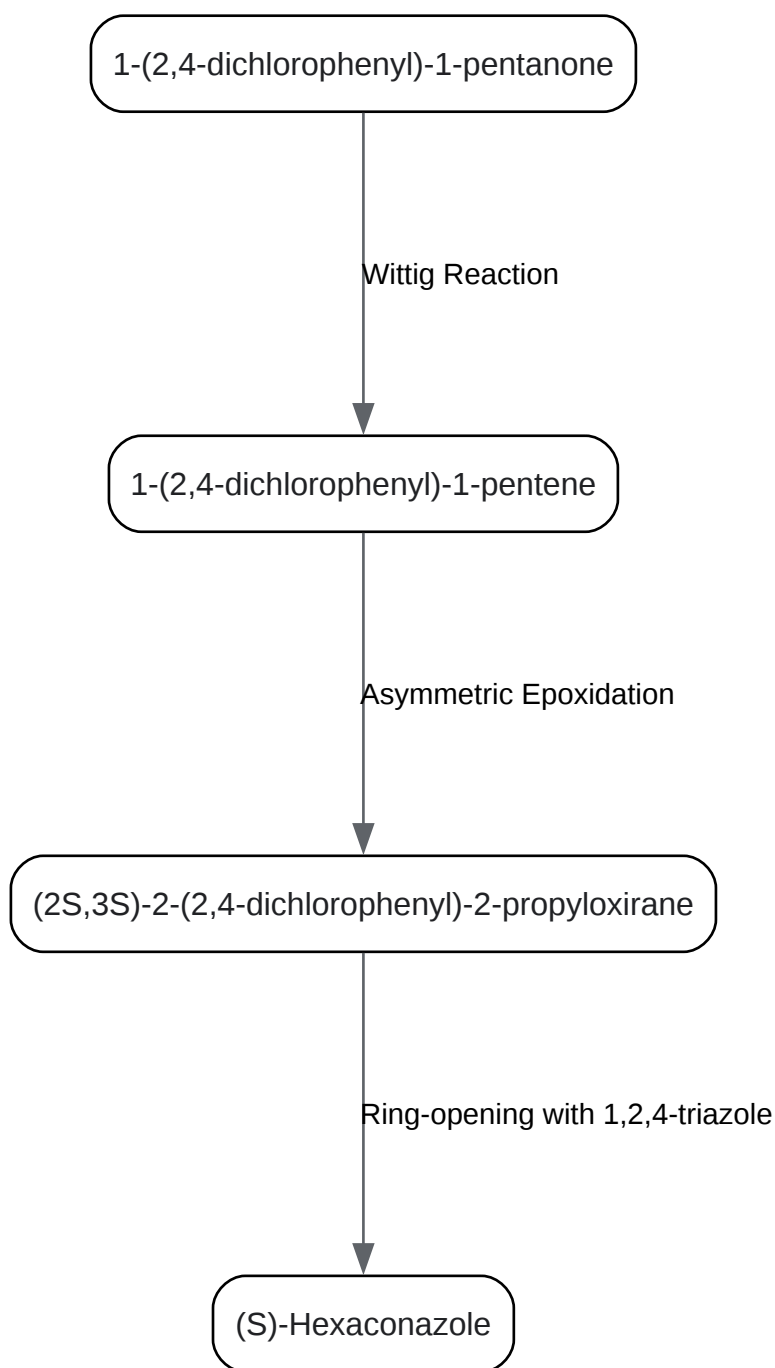 1-(2,4-dichlorophenyl)-1-pentanone
Wittig Reaction
1-(2,4-dichlorophenyl)-1-pentene
Asymmetric Epoxidation
(2S,3S)-2-(2,4-dichlorophenyl)-2-propyloxirane
Ring-opening with 1,2,4-triazole
(S)-Hexaconazole